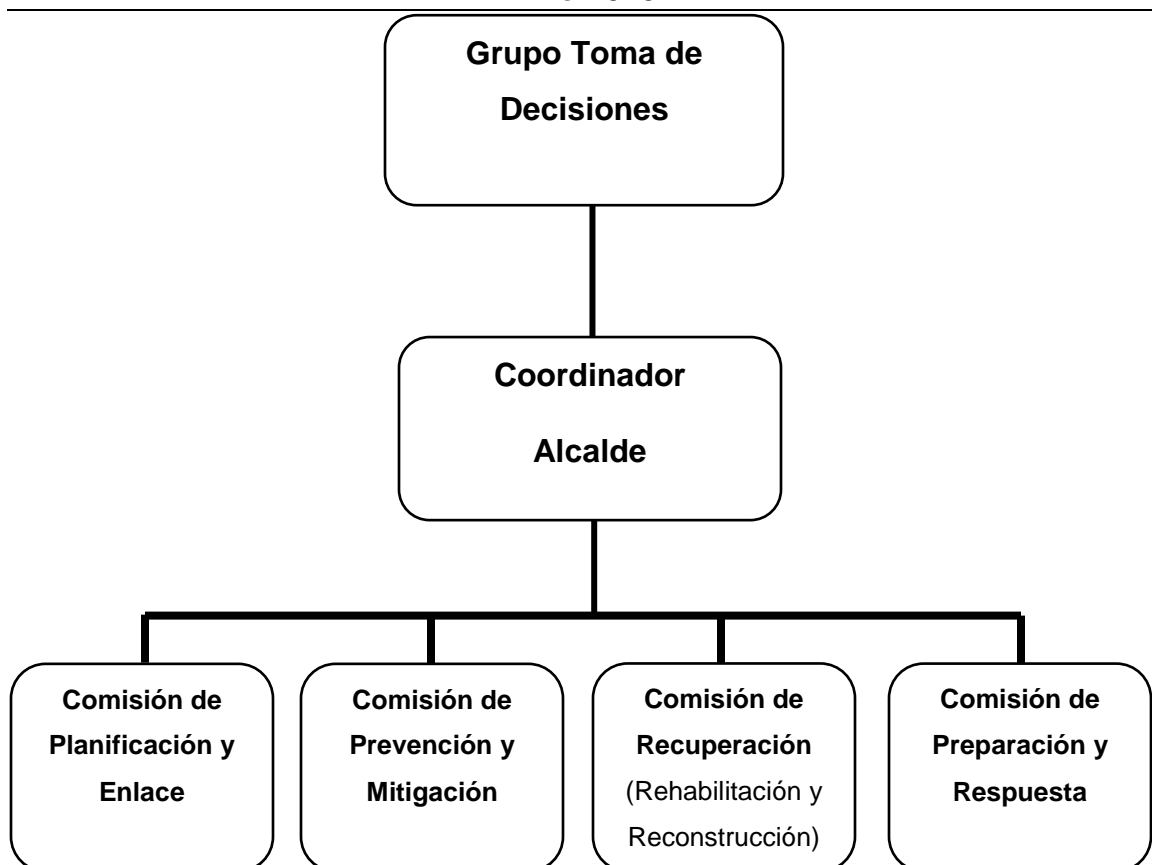 Grupo Toma de
Decisiones
Coordinador
Alcalde
Comisión de
Planificación y
Enlace
Comisión de
Prevención y
Mitigación
Comisión de
Recuperación
(Rehabilitación y
Reconstrucción)
Comisión de
Preparación y
Respuesta